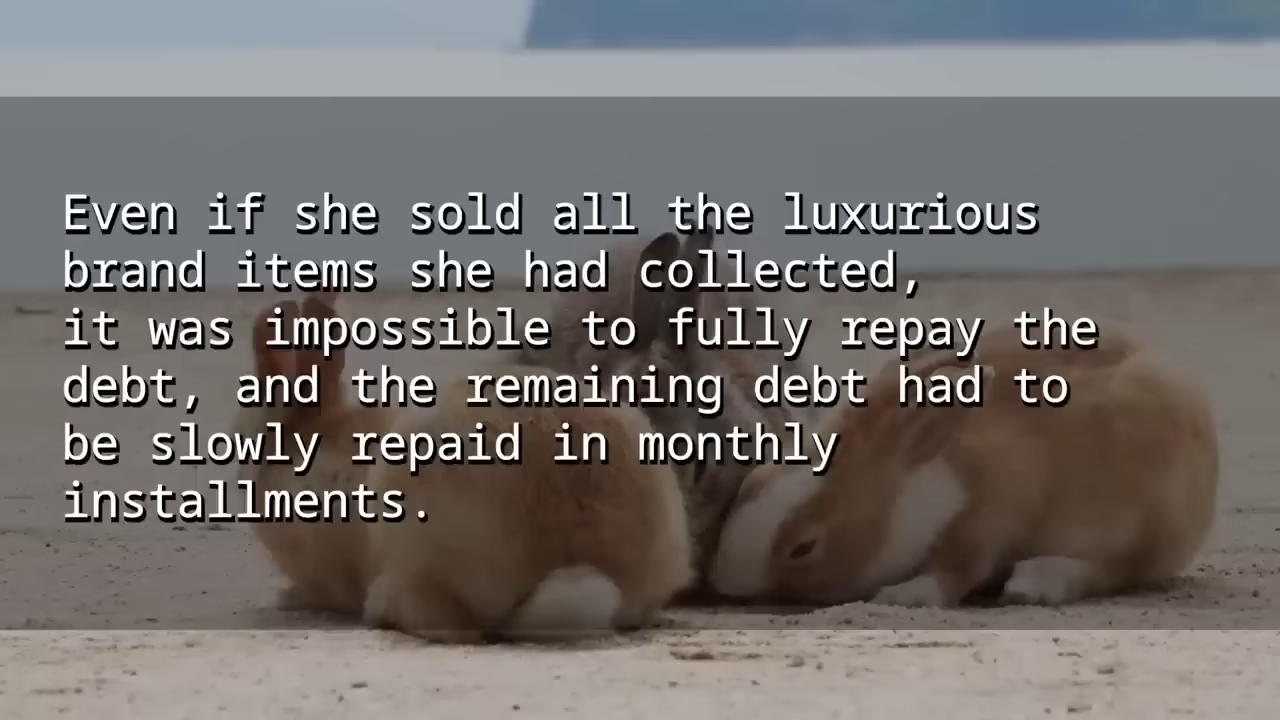 Even if she sold all the luxurious
brand items she had collected,
it was impossible to fully repay the
debt, and the remaining debt had to
be slowly repaid in monthly
installments.